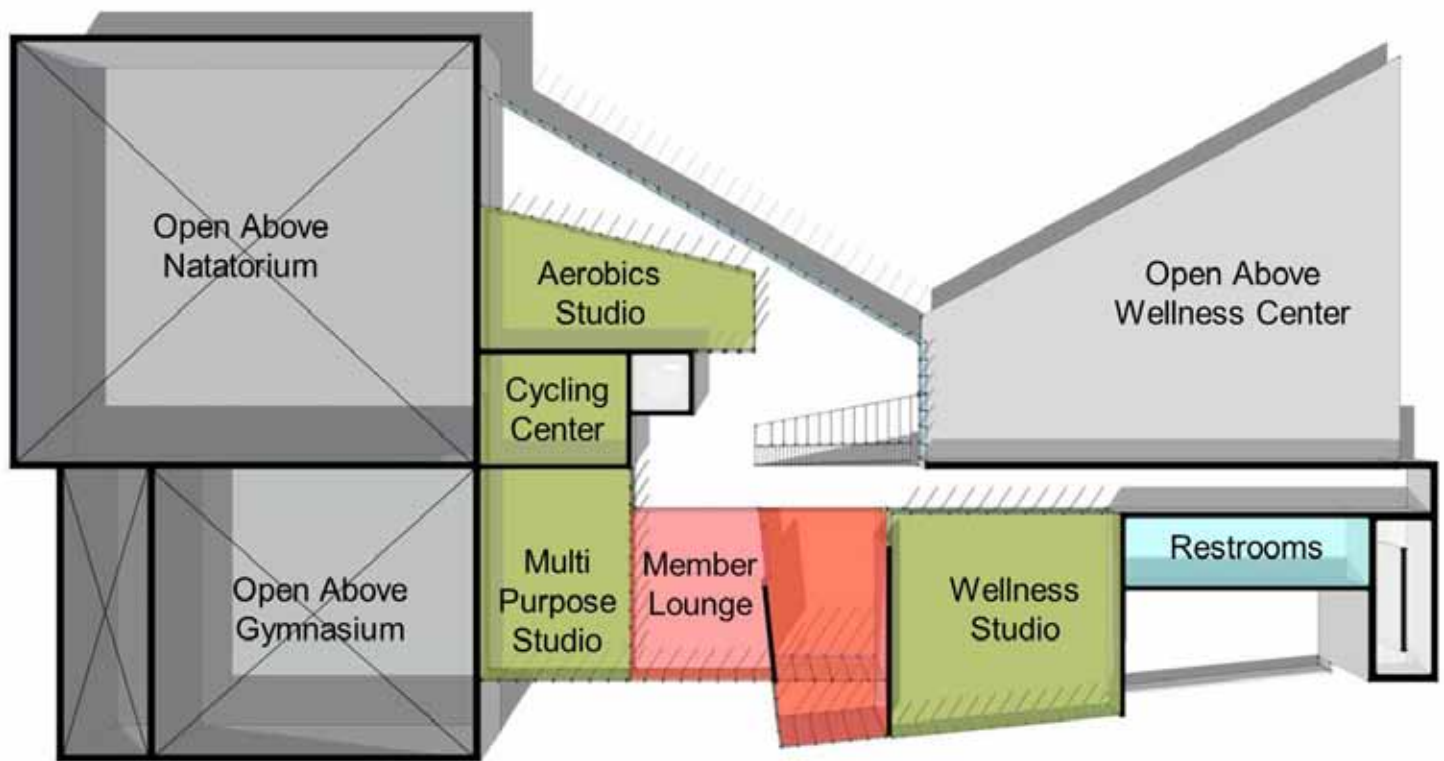 Open Above
Natatorium
Aerobics
Studio
Open Above
Wellness Center
Cycling
Center
Open Above
Gymnasium
Multi
Purpose
Studio
Member
Lounge
Wellness
Studio
Restrooms